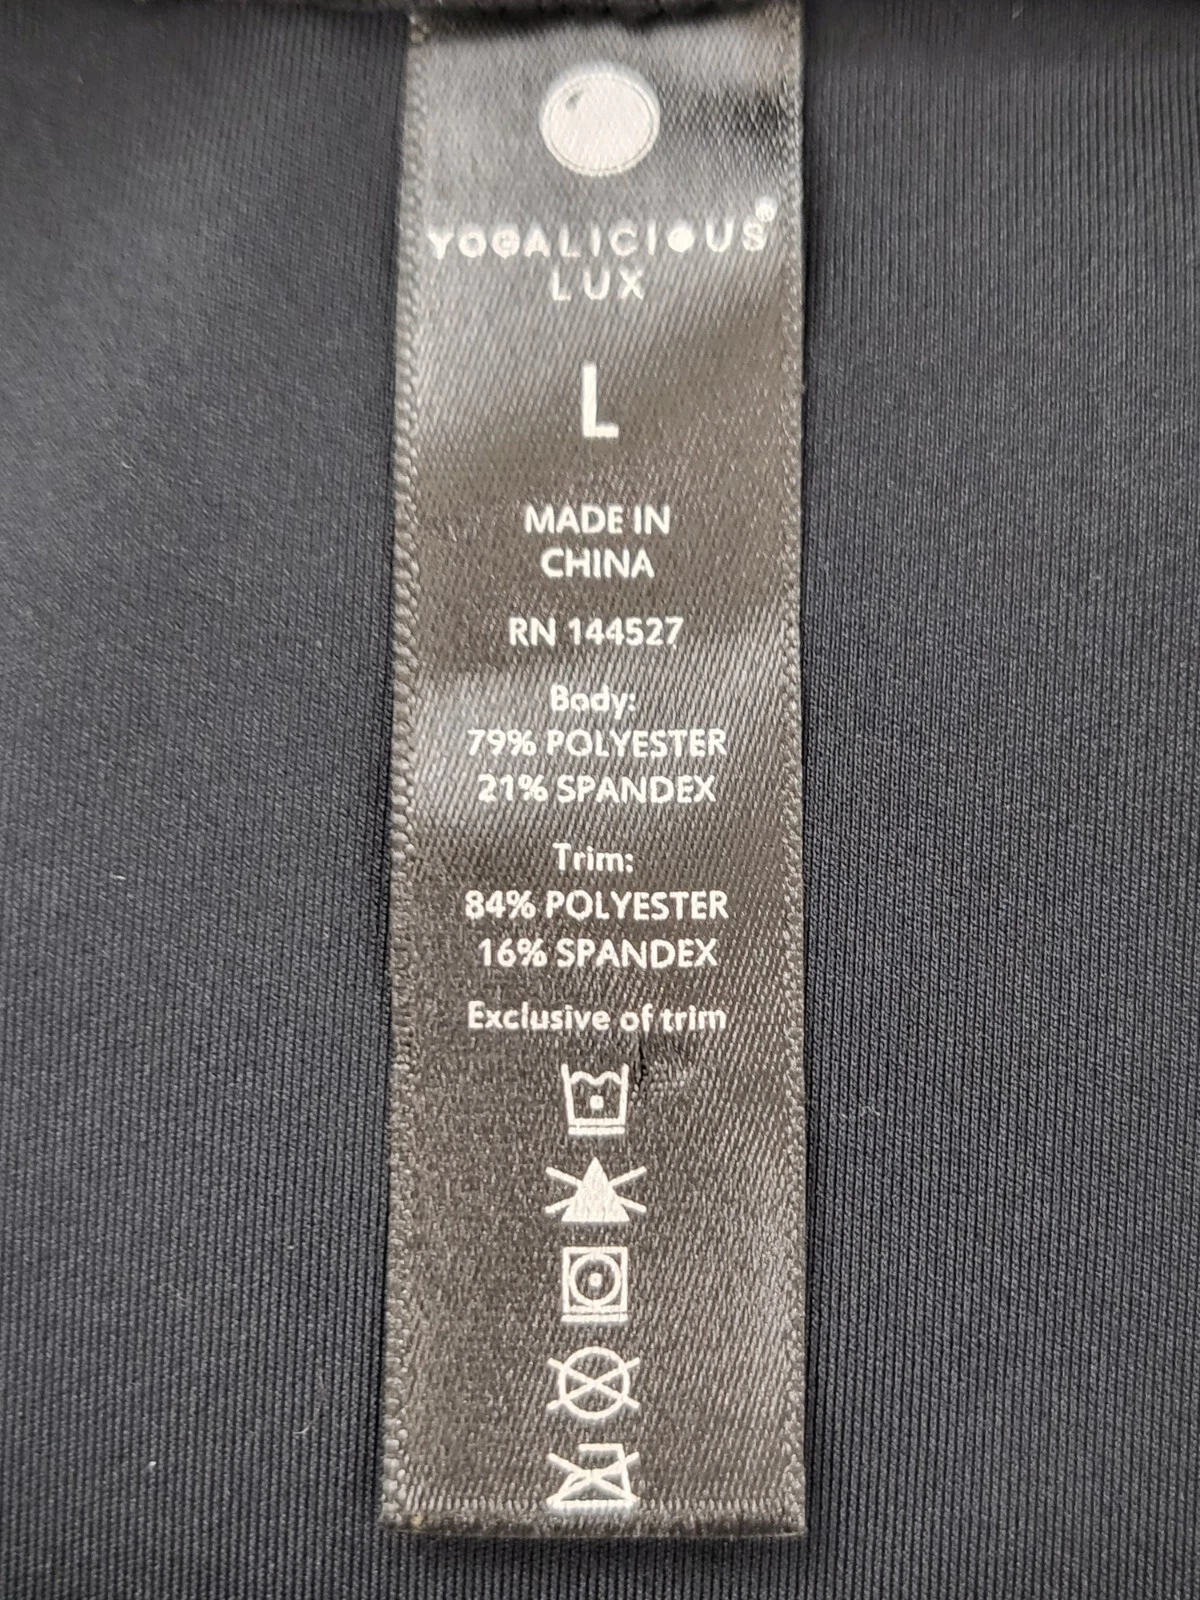 YOGALICIOUS®
LUX
L
MADE IN
CHINA
RN 144527
Body:
79% POLYESTER
21% SPANDEX
Trim:
84% POLYESTER
16% SPANDEX
Exclusive of trim